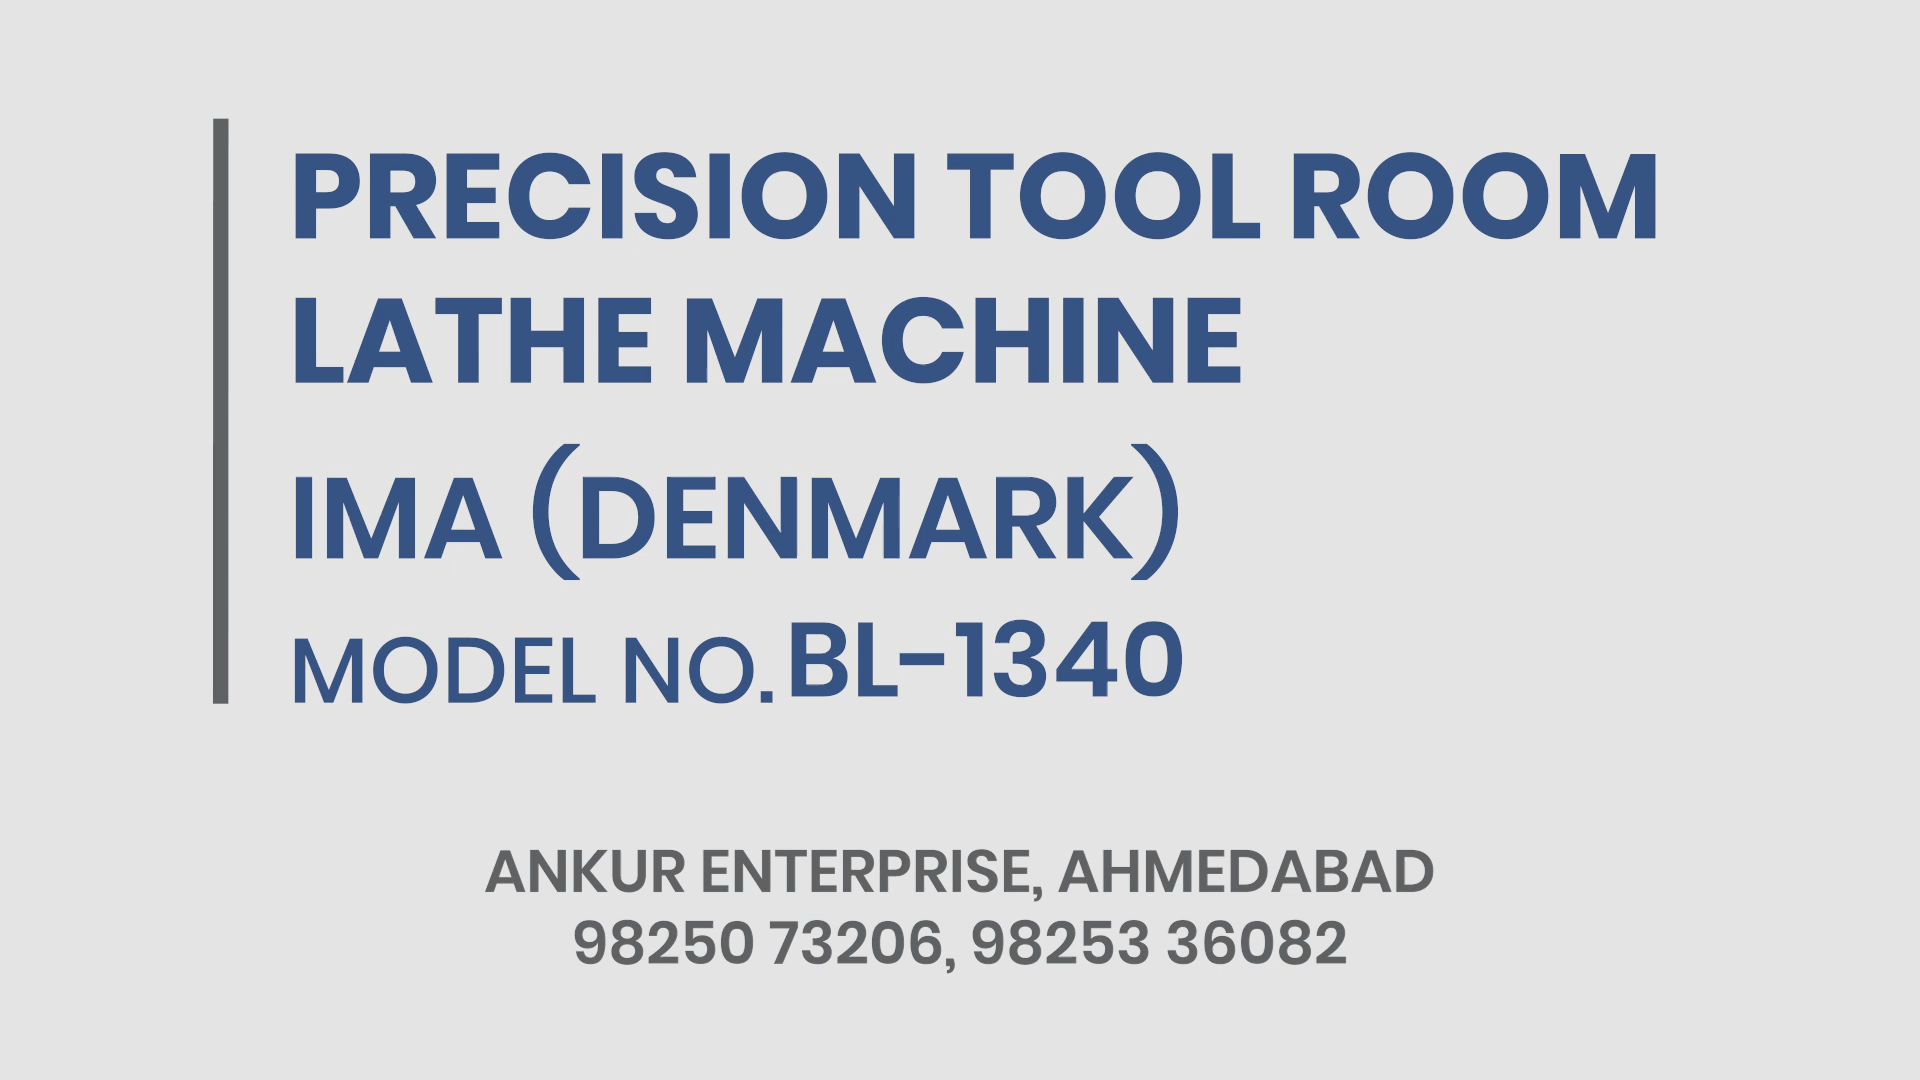 PRECISION TOOL ROOM
LATHE MACHINE
IMA (DENMARK)
MODEL NO. BL-1340
ANKUR ENTERPRISE, AHMEDABAD
98250 73206, 98253 36082